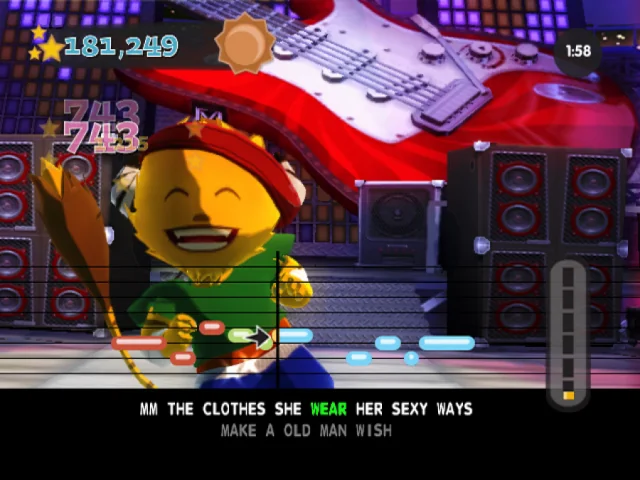 181,249
1:58
743
743
MM THE CLOTHES SHE WEAR HER SEXY WAYS
MAKE A OLD MAN WISH